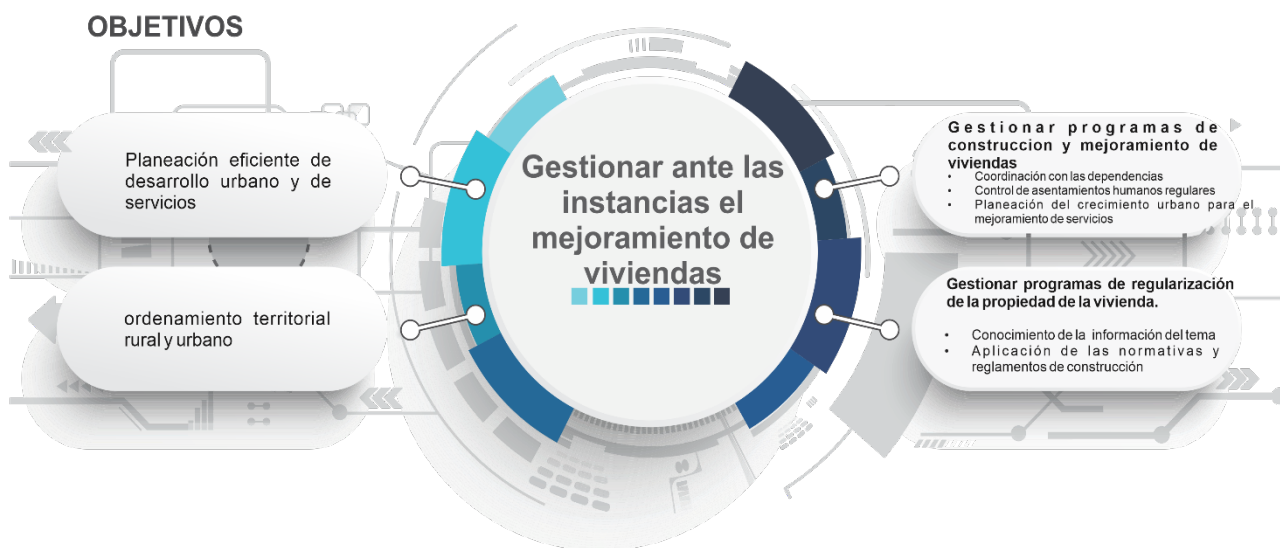 OBJETIVOS
Planeación eficiente de
desarrollo urbano y de
servicios
ordenamiento territorial
rural y urbano
Gestionar ante las
instancias el
mejoramiento de
viviendas
Gestionar programas de
construccion y mejoramiento de
viviendas
• Coordinación con las dependencias
• Control de asentamientos humanos regulares
• Planeación del crecimiento urbano para el
mejoramiento de servicios
Gestionar programas de regularización
de la propiedad de la vivienda.
• Conocimiento de la información del tema
• Aplicación de las normativas y
reglamentos de construcción